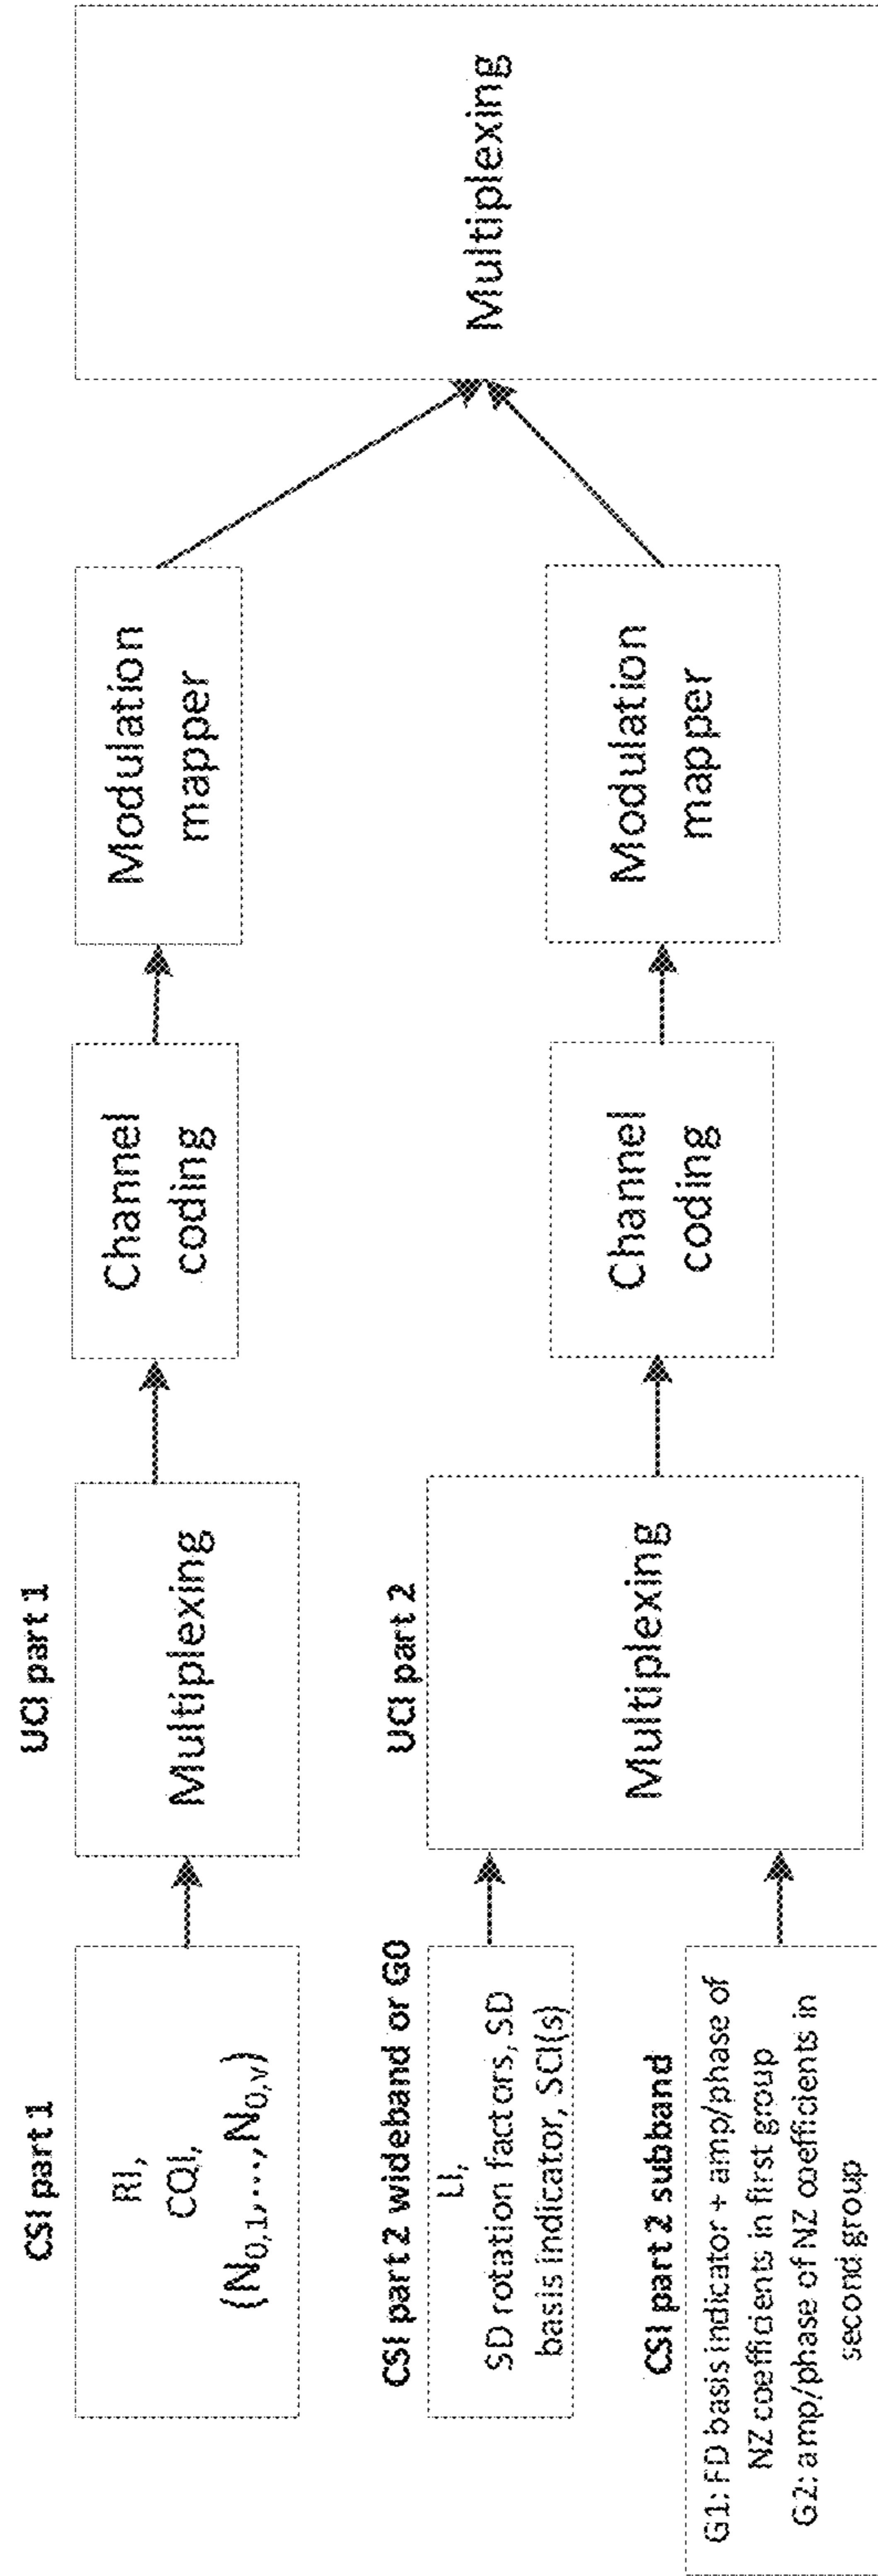 CSI part 1
RI,
CQI,
(N₀,₁,...,N₀,ᵥ)
UCI part 1
Multiplexing
Channel
coding
Modulation
mapper
CSI part 2 wideband or G0
LI,
SD rotation factors, SD
basis indicator, SCI(s)
CSI part 2 subband
G1: FD basis indicator + amp/phase of
NZ coefficients in first group
G2: amp/phase of NZ coefficients in
second group
UCI part 2
Multiplexing
Channel
coding
Modulation
mapper
Multiplexing